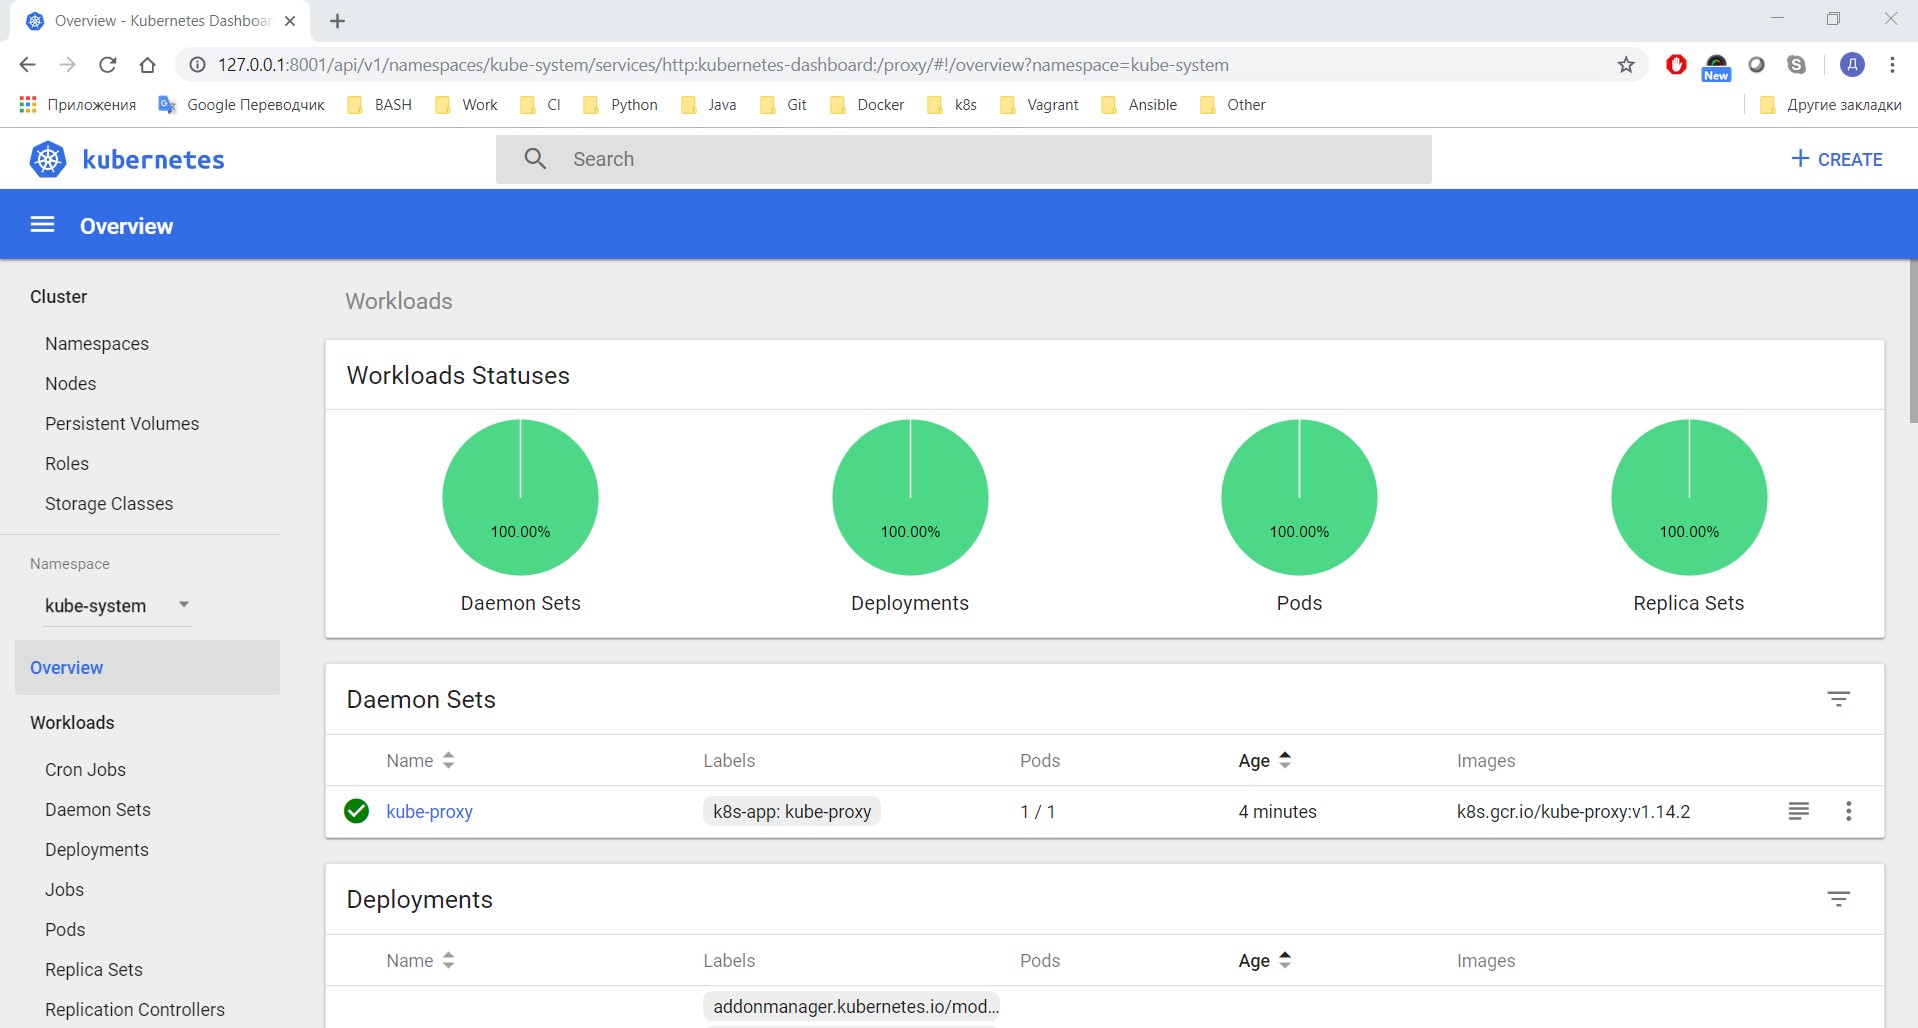 Overview - Kubernetes Dashboar
127.0.0.1:8001/api/v1/namespaces/kube-system/services/http:kubernetes-dashboard:/proxy/#!/overview?namespace=kube-system
New
Д
Приложения
Google Переводчик
BASH
Work
CI
Python
Java
Git
Docker
k8s
Vagrant
Ansible
Other
Другие закладки
kubernetes
Search
+ CREATE
Overview
Cluster
Namespaces
Nodes
Persistent Volumes
Roles
Storage Classes
Namespace
kube-system
Overview
Workloads
Cron Jobs
Daemon Sets
Deployments
Jobs
Pods
Replica Sets
Replication Controllers
Workloads
Workloads Statuses
100.00% 100.00% 100.00% 100.00%
Daemon Sets Deployments Pods Replica Sets
Daemon Sets
Name Labels Pods Age Images
kube-proxy k8s-app: kube-proxy 1 / 1 4 minutes k8s.gcr.io/kube-proxy:v1.14.2
Deployments
Name Labels Pods Age Images
addonmanager.kubernetes.io/mod...